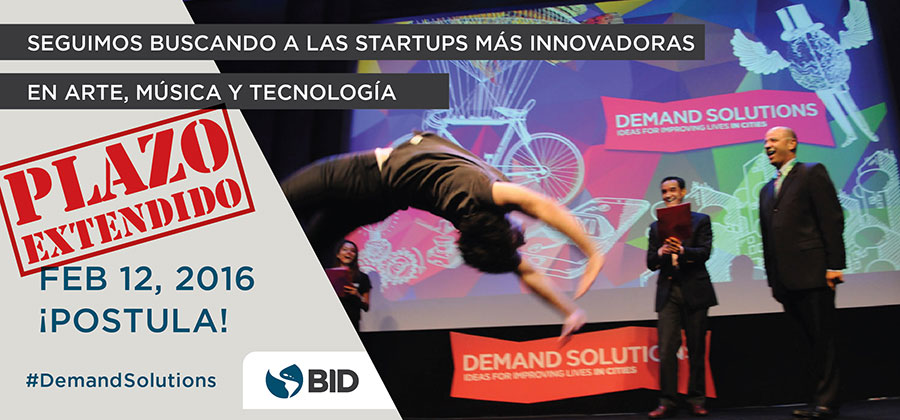 SEGUIMOS BUSCANDO A LAS STARTUPS MÁS INNOVADORAS
EN ARTE, MÚSICA Y TECNOLOGÍA
PLAZO
EXTENDIDO
FEB 12, 2016
¡POSTULA!
#DemandSolutions
BID
DEMAND SOLUTIONS
IDEAS FOR IMPROVING LIVES IN CITIES
DEMAND SOLUTIONS
IDEAS FOR IMPROVING LIVES IN CITIES